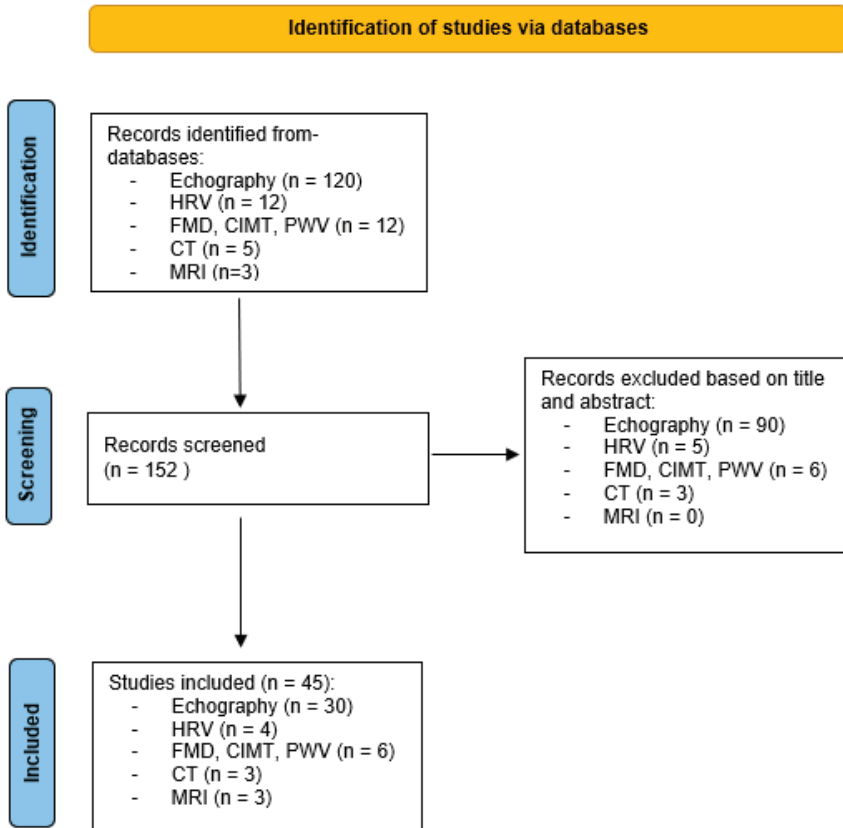 Identification of studies via databases
Identification
Records identified from-
databases:
- Echography (n = 120)
- HRV (n = 12)
- FMD, CIMT, PWV (n = 12)
- CT (n = 5)
- MRI (n=3)
Screening
Records screened
(n = 152 )
Records excluded based on title
and abstract:
- Echography (n = 90)
- HRV (n = 5)
- FMD, CIMT, PWV (n = 6)
- CT (n = 3)
- MRI (n = 0)
Included
Studies included (n = 45):
- Echography (n = 30)
- HRV (n = 4)
- FMD, CIMT, PWV (n = 6)
- CT (n = 3)
- MRI (n = 3)